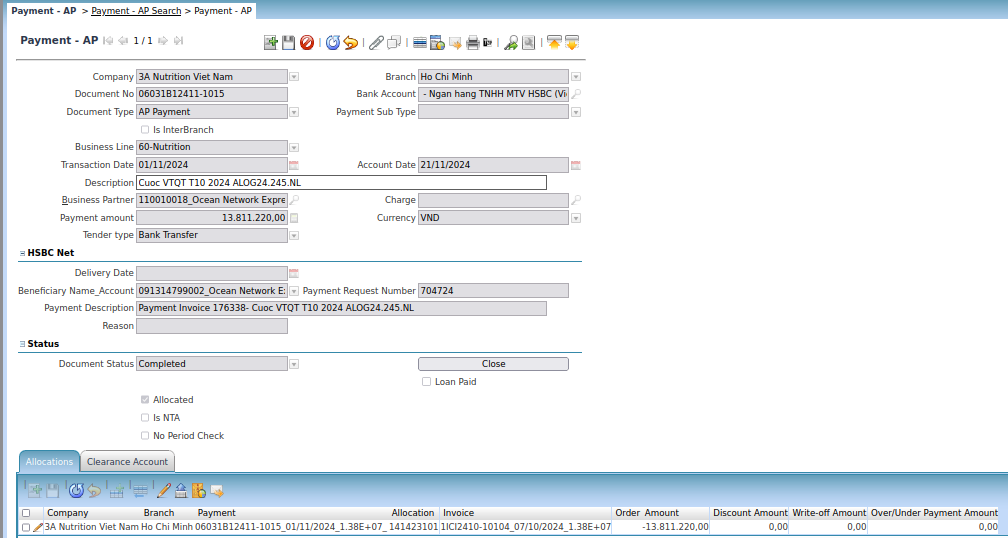 Payment - AP > Payment - AP Search > Payment - AP
Payment - AP 1 / 1
Company 3A Nutrition Viet Nam Branch Ho Chi Minh
Document No 06031B12411-1015 Bank Account - Ngan hang TNHH MTV HSBC (Vi
Document Type AP Payment Payment Sub Type
Is InterBranch
Business Line 60-Nutrition
Transaction Date 01/11/2024 Account Date 21/11/2024
Description Cuoc VTQT T10 2024 ALOG24.245.NL
Business Partner 110010018_Ocean Network Expre Charge
Payment amount 13.811.220,00 Currency VND
Tender type Bank Transfer
HSBC Net
Delivery Date
Beneficiary Name_Account 091314799002_Ocean Network E: Payment Request Number 704724
Payment Description Payment Invoice 176338- Cuoc VTQT T10 2024 ALOG24.245.NL
Reason
Status
Document Status Completed Close
Loan Paid
Allocated
Is NTA
No Period Check
Allocations Clearance Account
Company Branch Payment Allocation Invoice Order Amount Discount Amount Write-off Amount Over/Under Payment Amount
3A Nutrition Viet Nam Ho Chi Minh 06031B12411-1015_01/11/2024_1.38E+07_ 141423101 1ICI2410-10104_07/10/2024_1.38E+07 -13.811.220,00 0,00 0,00 0,00